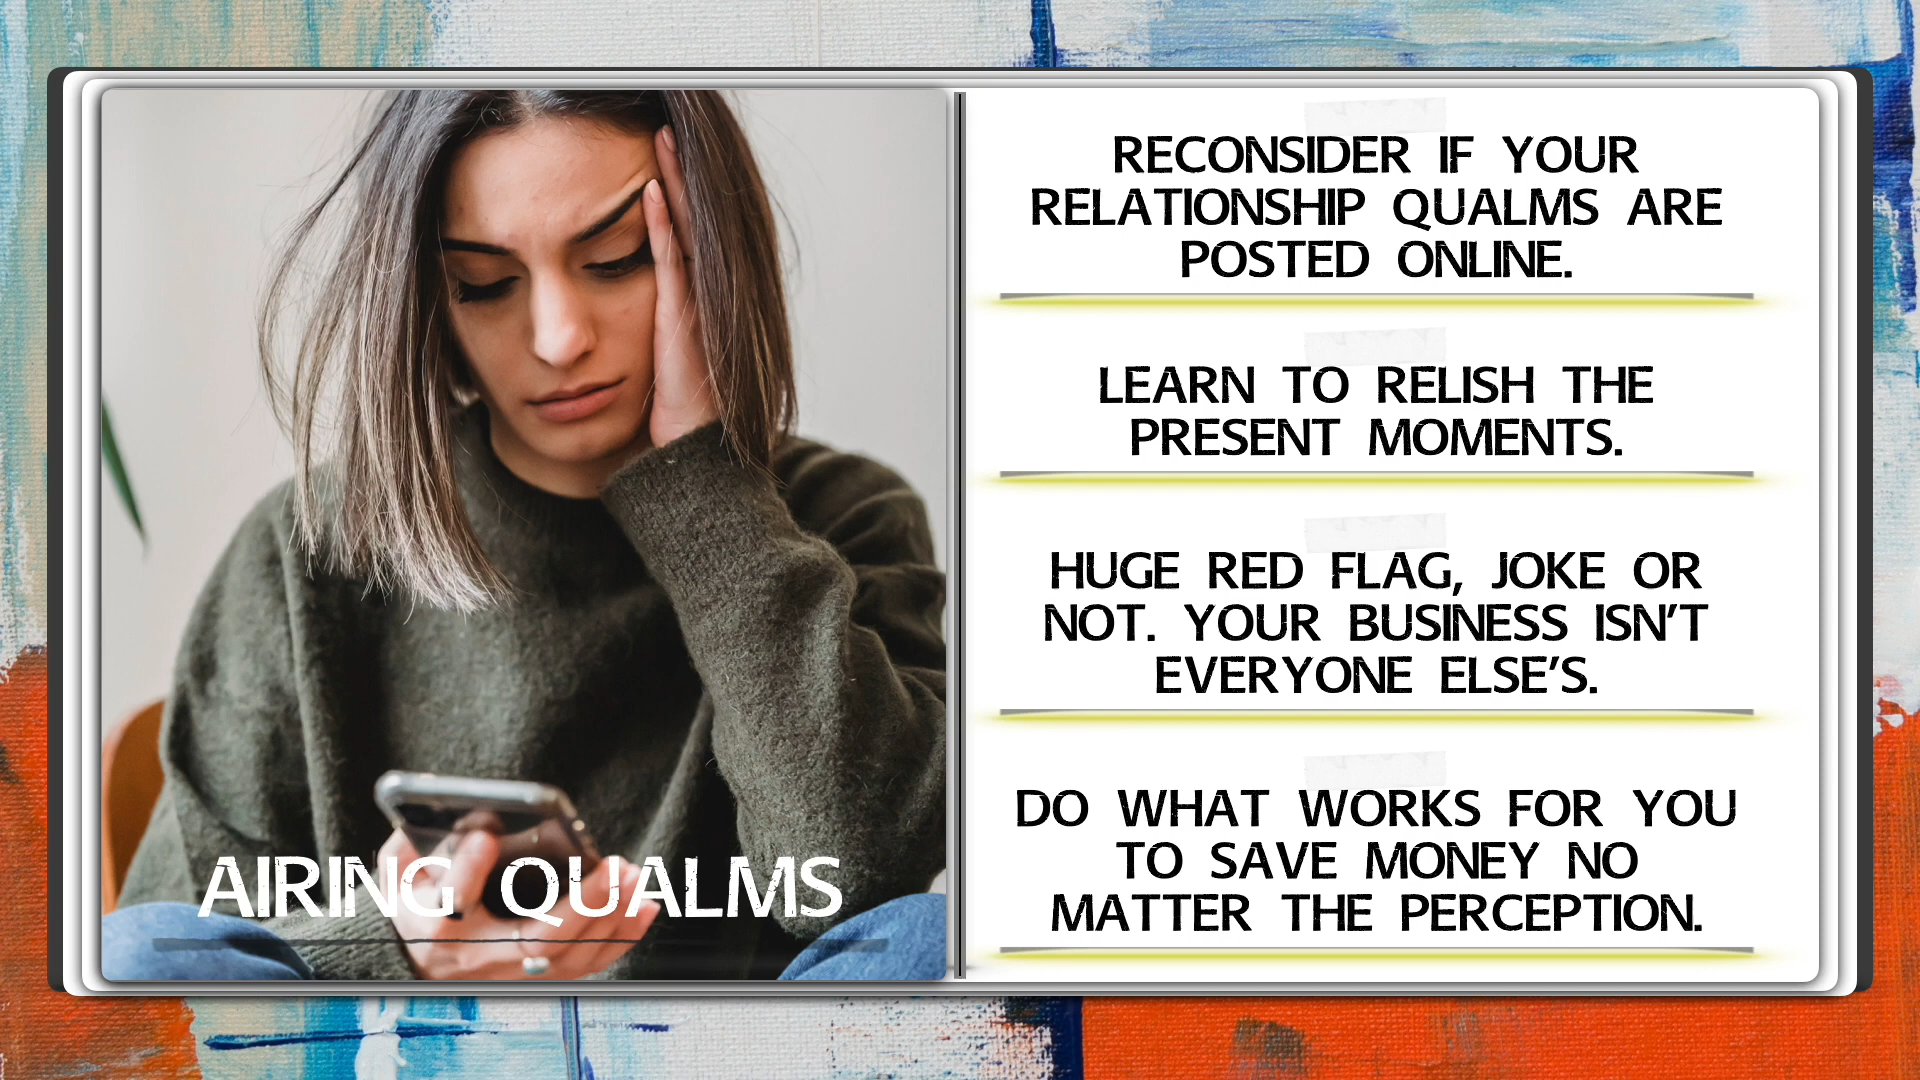 AIRING QUALMS
RECONSIDER IF YOUR
RELATIONSHIP QUALMS ARE
POSTED ONLINE.
LEARN TO RELISH THE
PRESENT MOMENTS.
HUGE RED FLAG, JOKE OR
NOT. YOUR BUSINESS ISN'T
EVERYONE ELSE'S.
DO WHAT WORKS FOR YOU
TO SAVE MONEY NO
MATTER THE PERCEPTION.